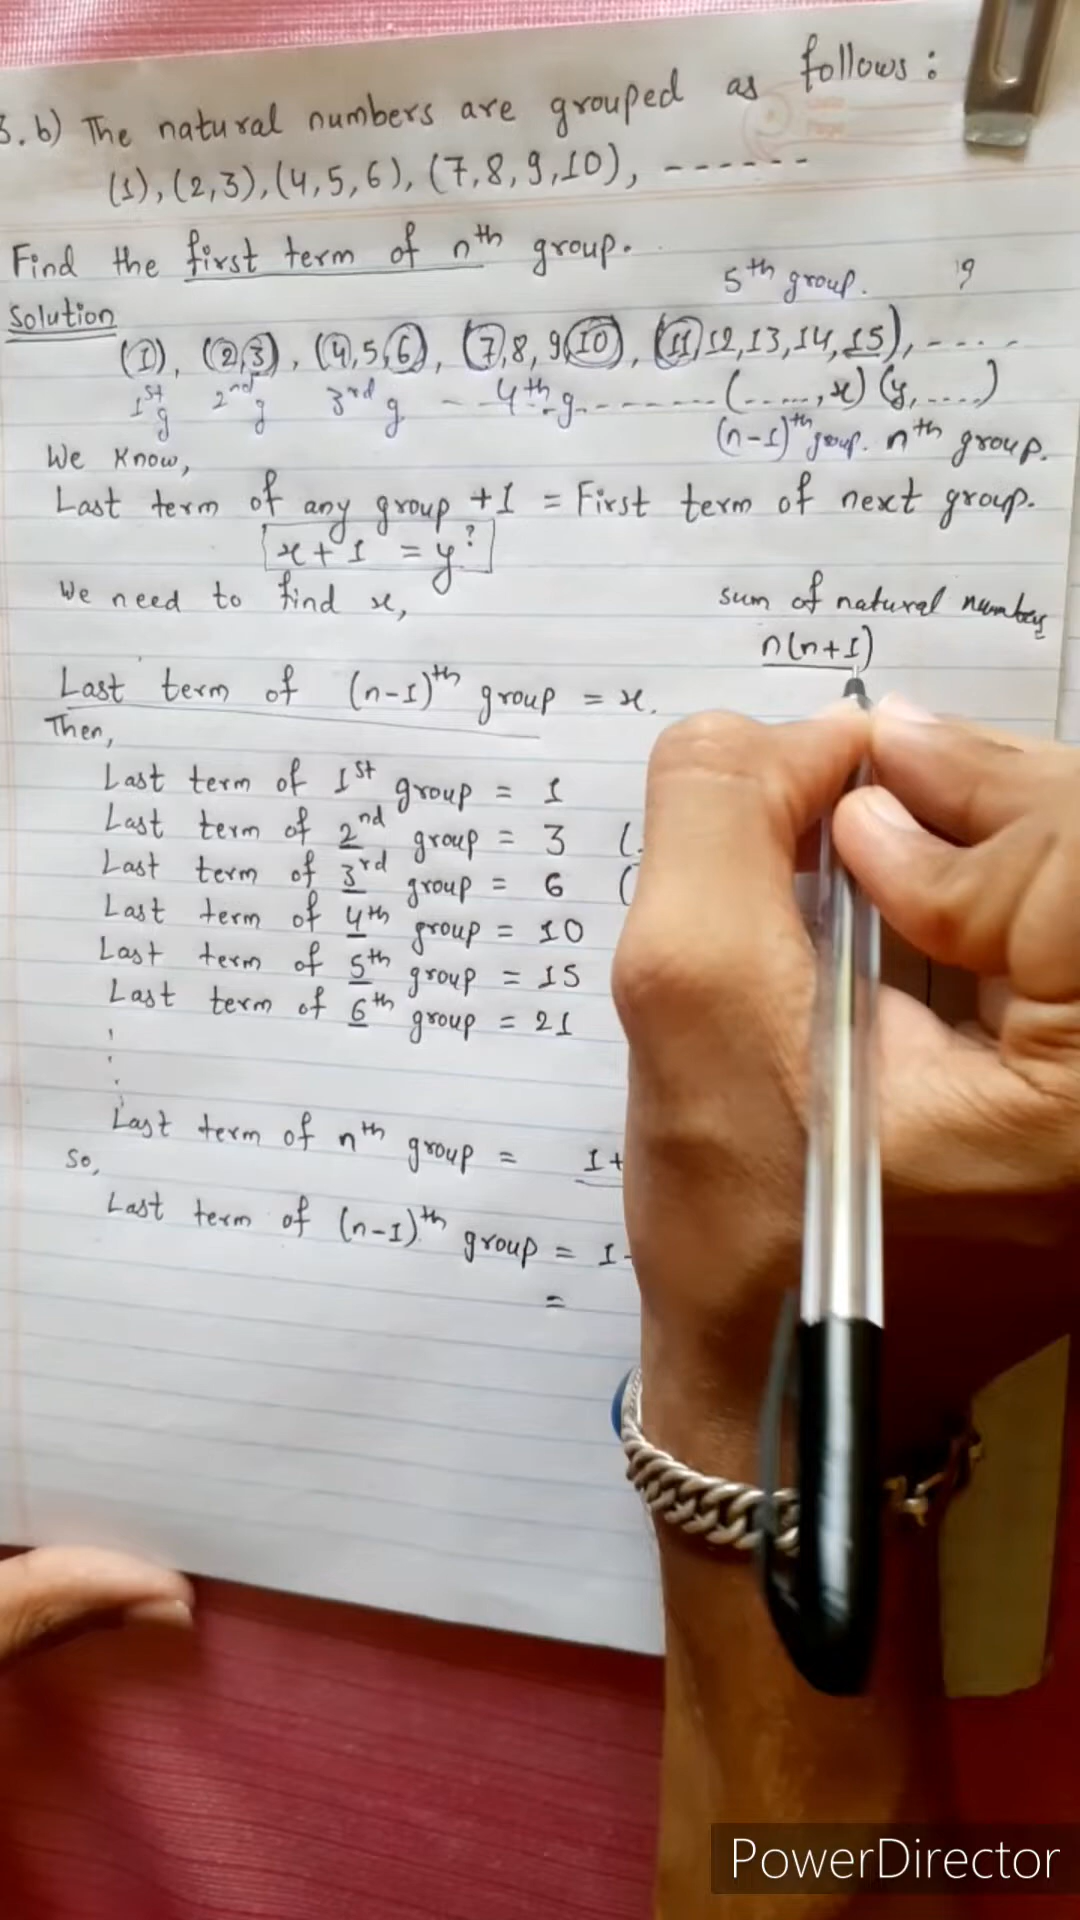 3. b) The natural numbers are grouped as follows:
(1), (2,3), (4,5,6), (7,8,9,10), ------
Find the first term of nth group.
5th group.
Solution
(1), (2,3), (4,5,6), (7,8,9,10), (11,12,13,14,15), -....
1st g 2nd g 3rd g -- 4th g.-------(....., x) (y, .....)
(n-1)th group. nth group.
We know,
Last term of any group +1 = First term of next group.
x + 1 = y?
We need to find x,
sum of natural number
n(n+1)
Last term of (n-1)th group = x.
Then,
Last term of 1st group = 1
Last term of 2nd group = 3 (
Last term of 3rd group = 6 (
Last term of 4th group = 10
Last term of 5th group = 15
Last term of 6th group = 21
Last term of nth group = 1+
So,
Last term of (n-1)th group = 1
=
PowerDirector